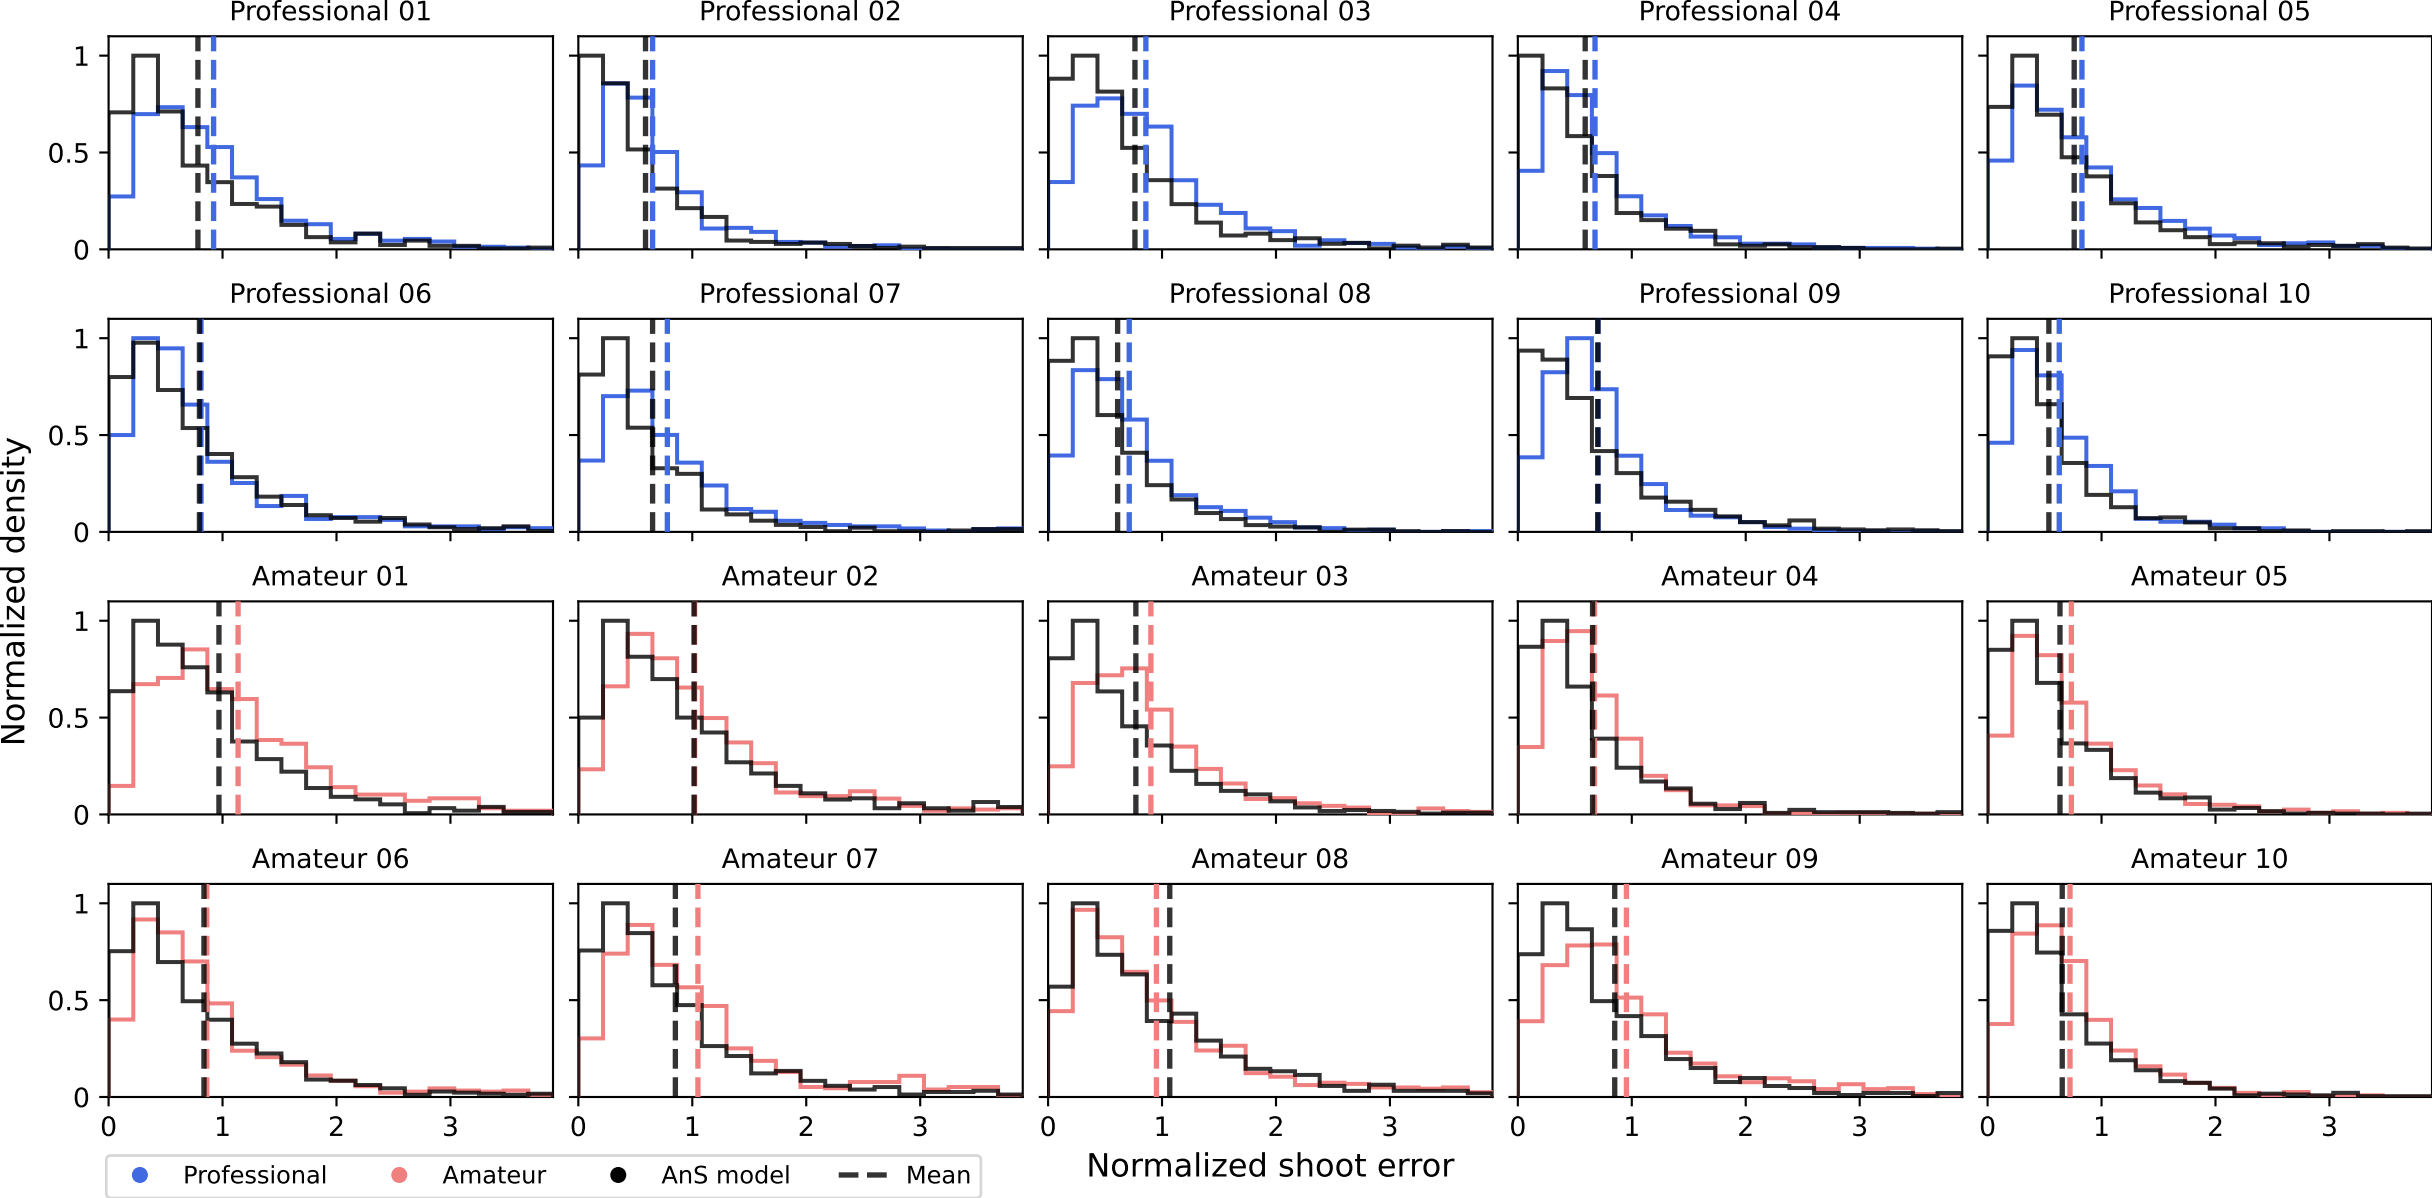 Professional 01
Professional 02
Professional 03
Professional 04
Professional 05
1
0.5
0
Professional 06
Professional 07
Professional 08
Professional 09
Professional 10
1
0.5
0
Normalized density
Amateur 01
Amateur 02
Amateur 03
Amateur 04
Amateur 05
1
0.5
0
Amateur 06
Amateur 07
Amateur 08
Amateur 09
Amateur 10
1
0.5
0
0 1 2 3
0 1 2 3
0 1 2 3
0 1 2 3
0 1 2 3
Normalized shoot error
Professional Amateur AnS model Mean